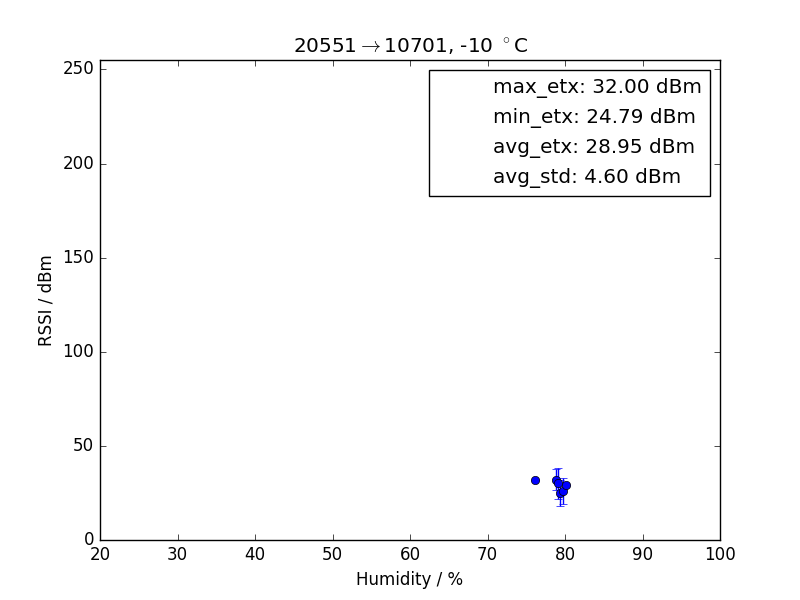 20551→10701, -10 °C
max_etx: 32.00 dBm
min_etx: 24.79 dBm
avg_etx: 28.95 dBm
avg_std: 4.60 dBm
RSSI / dBm
250
200
150
100
50
0
20 30 40 50 60 70 80 90 100
Humidity / %